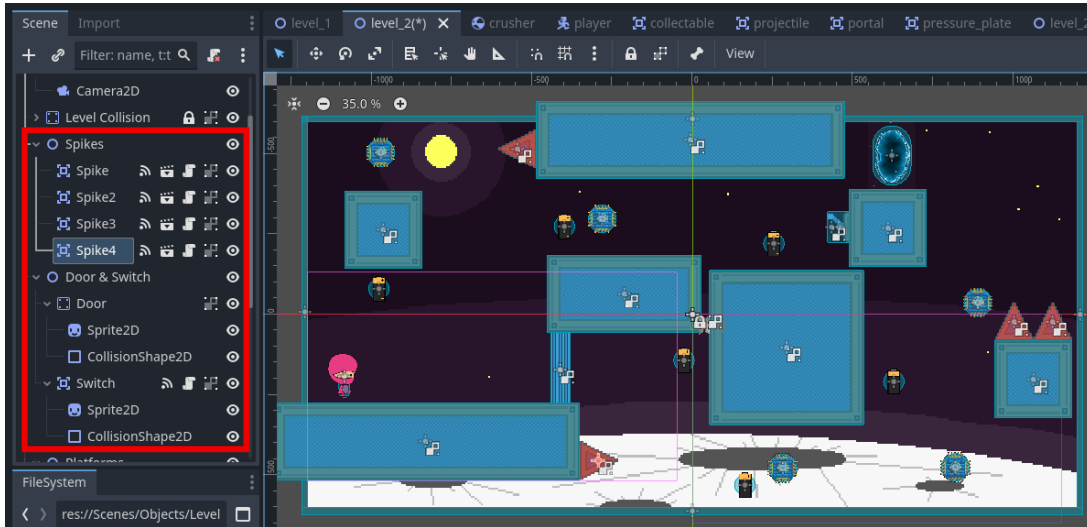 Scene Import
level_1 level_2(*) crusher player collectable projectile portal pressure_plate level_2
Filter: name, t:t
View
Camera2D
-1000 -500 0 500 1000
Level Collision
35.0 %
Spikes
-500
Spike
Spike2
Spike3
Spike4
Door & Switch
Door
0
Sprite2D
CollisionShape2D
Switch
Sprite2D
CollisionShape2D
Platforms
500
FileSystem
res://Scenes/Objects/Level